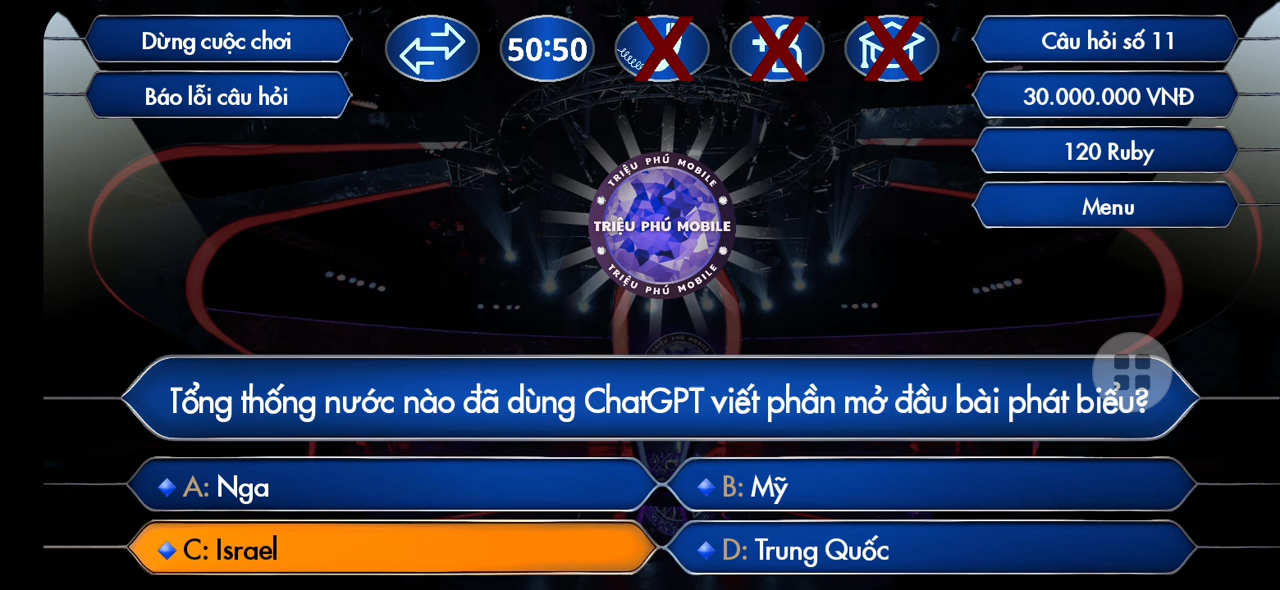 Dừng cuộc chơi
Báo lỗi câu hỏi
50:50
Câu hỏi số 11
30.000.000 VNĐ
120 Ruby
Menu
TRIỆU PHÚ MOBILE
TRIỆU PHÚ MOBILE
TRIỆU PHÚ MOBILE
Tổng thống nước nào đã dùng ChatGPT viết phần mở đầu bài phát biểu?
A: Nga
B: Mỹ
C: Israel
D: Trung Quốc